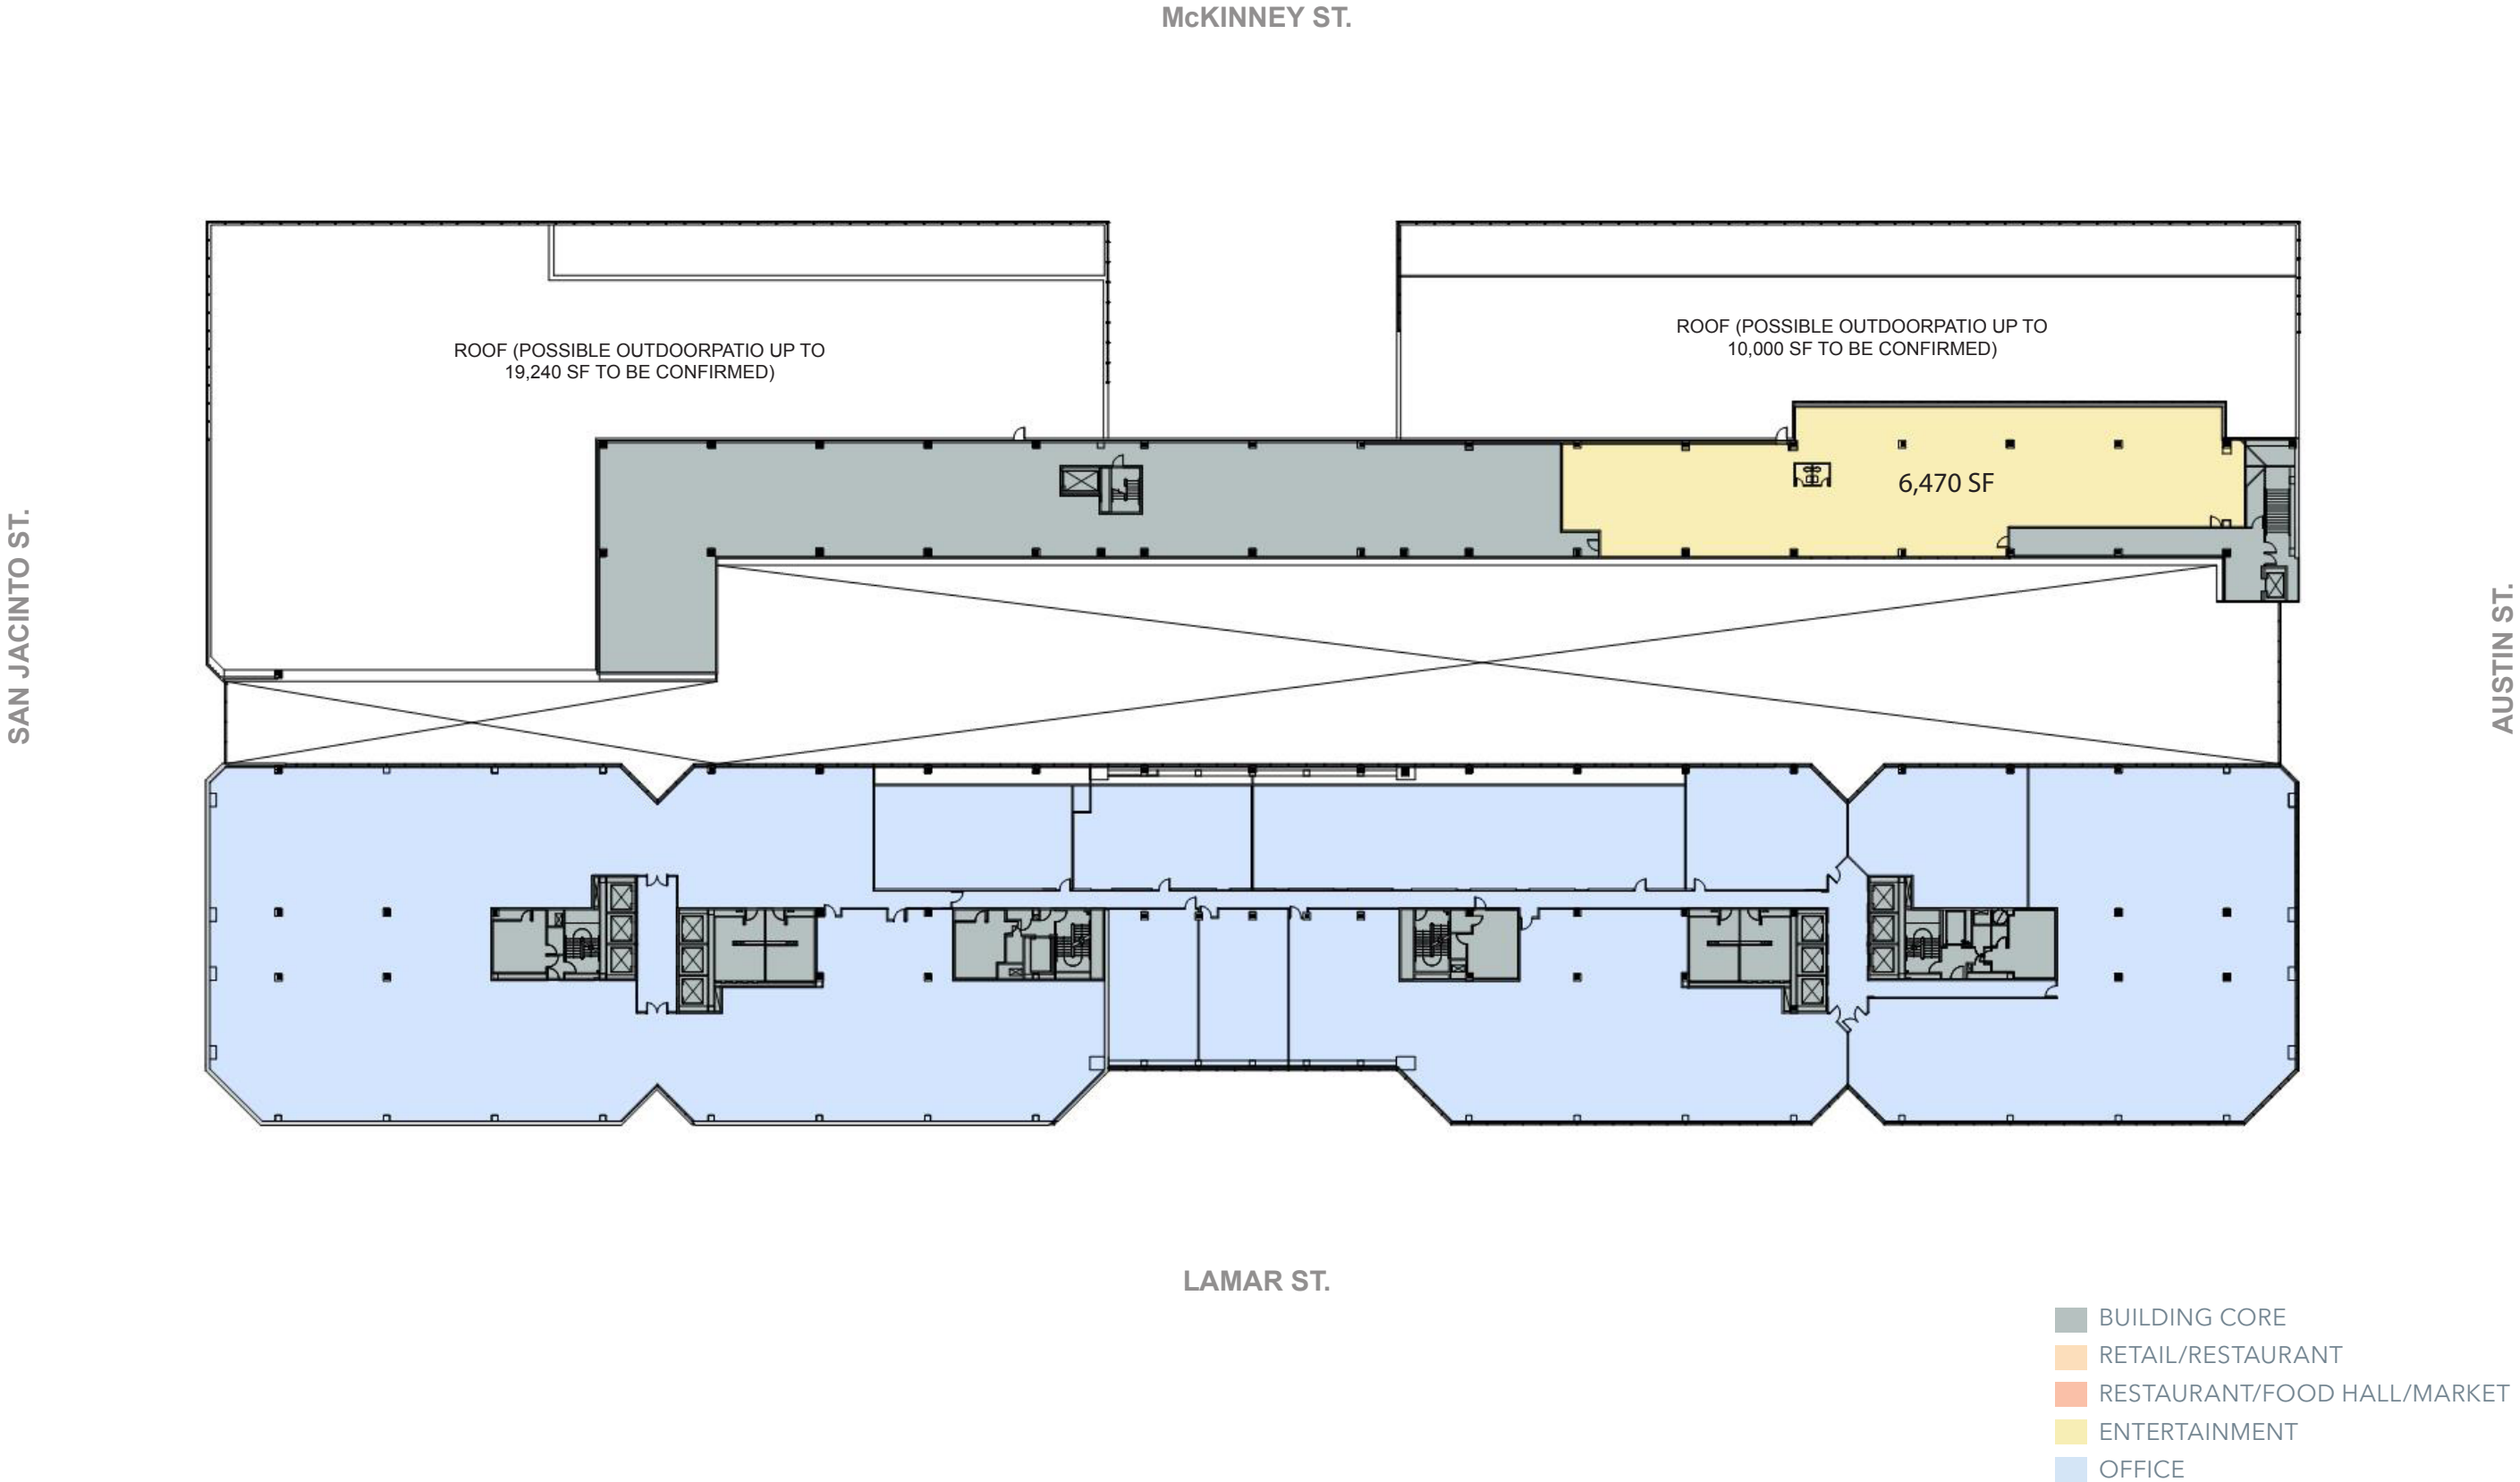 McKINNEY ST.
ROOF (POSSIBLE OUTDOORPATIO UP TO
19,240 SF TO BE CONFIRMED)
ROOF (POSSIBLE OUTDOORPATIO UP TO
10,000 SF TO BE CONFIRMED)
6,470 SF
SAN JACINTO ST.
AUSTIN ST.
LAMAR ST.
BUILDING CORE
RETAIL/RESTAURANT
RESTAURANT/FOOD HALL/MARKET
ENTERTAINMENT
OFFICE